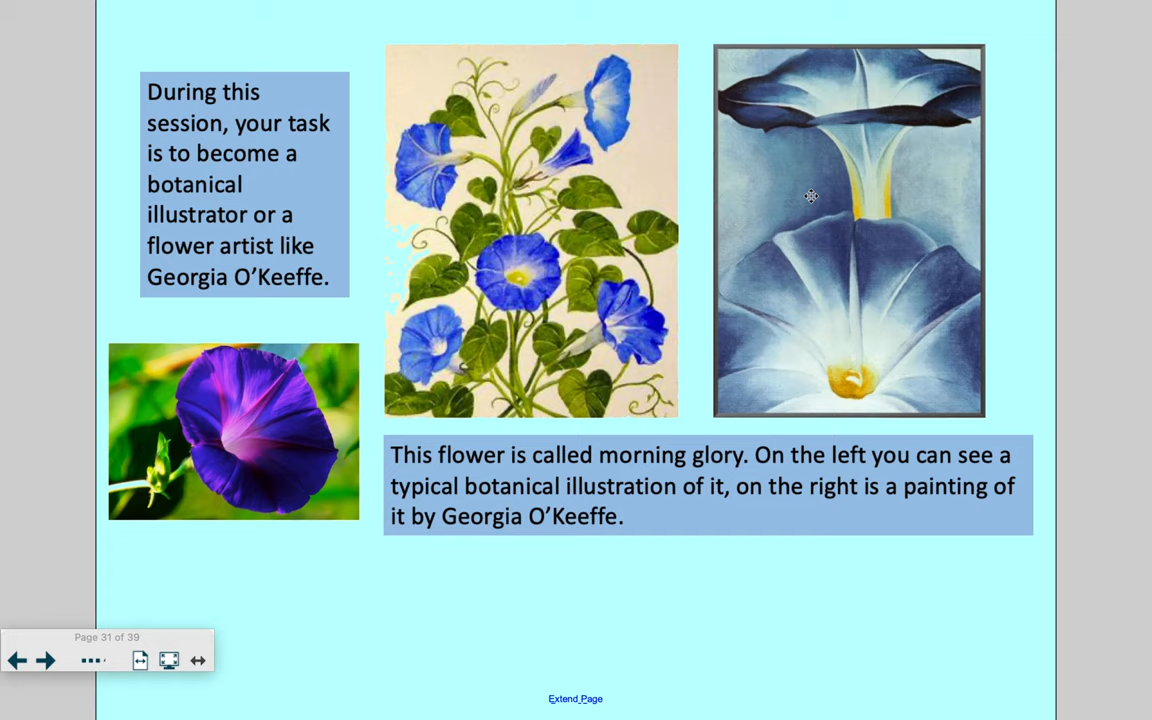 During this
session, your task
is to become a
botanical
illustrator or a
flower artist like
Georgia O’Keeffe.
This flower is called morning glory. On the left you can see a
typical botanical illustration of it, on the right is a painting of
it by Georgia O’Keeffe.
Page 31 of 39
Extend Page